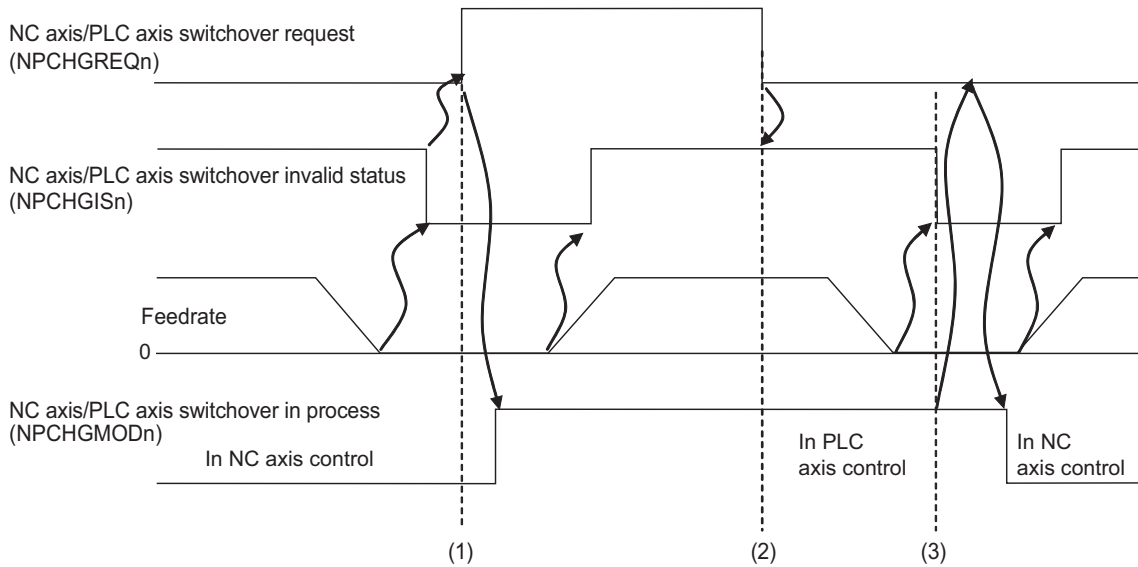 NC axis/PLC axis switchover request
(NPCHGREQn)
NC axis/PLC axis switchover invalid status
(NPCHGISn)
Feedrate
0
NC axis/PLC axis switchover in process
(NPCHGMODn)
In NC axis control
In PLC
axis control
In NC
axis control
(1)
(2)
(3)